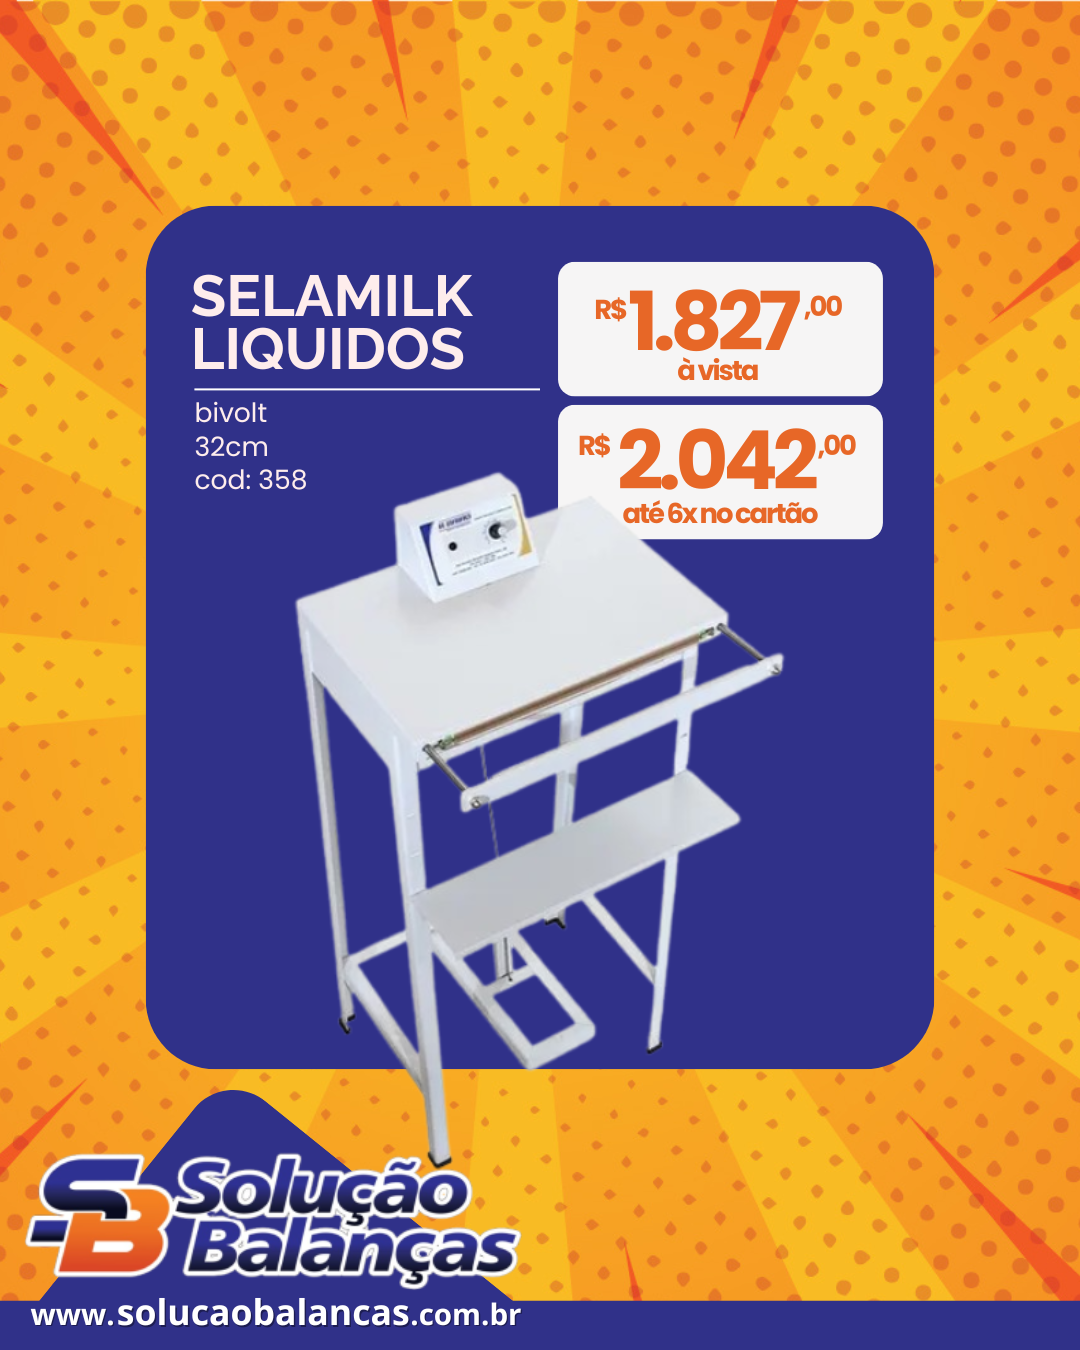 SELAMILK
LIQUIDOS
bivolt
32cm
cod: 358
R$1.827,00
à vista
R$ 2.042,00
até 6x no cartão
SB Solução
Balanças
www.solucaobalancas.com.br